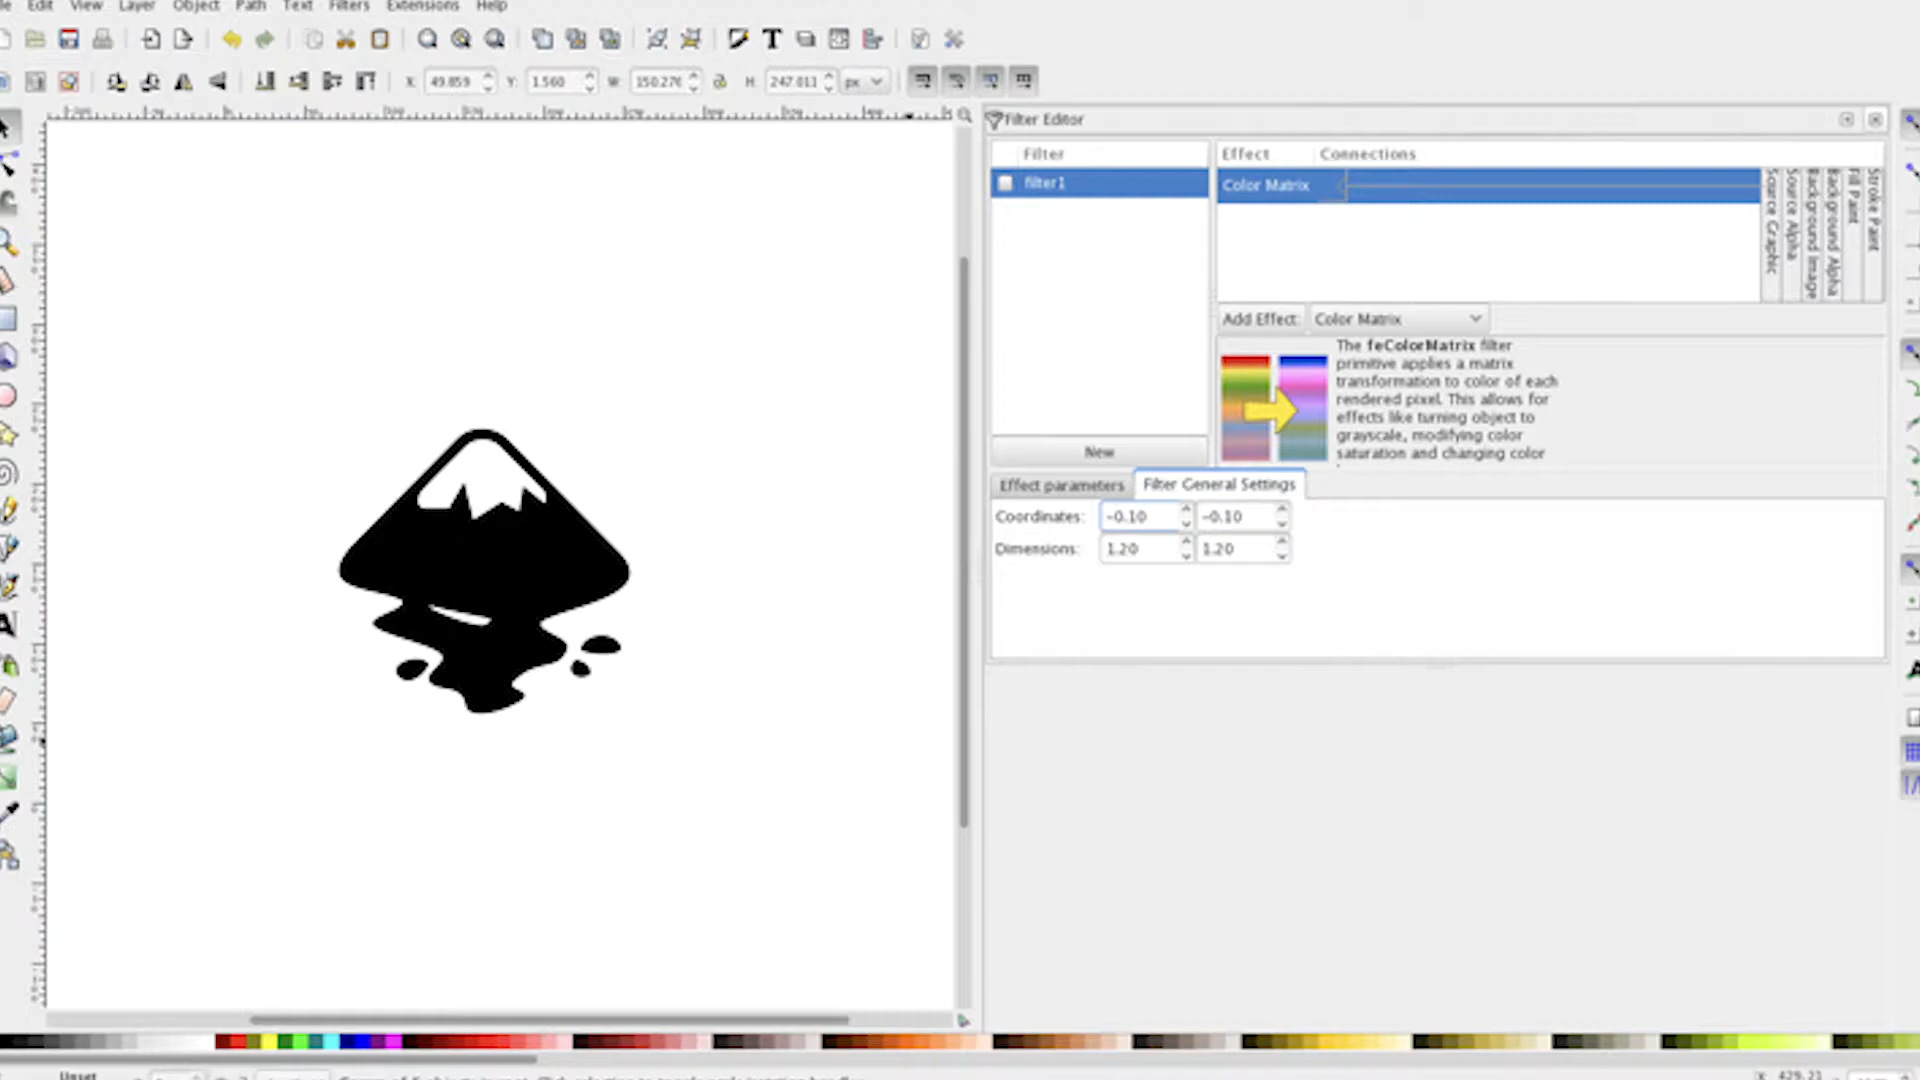 Edit View Layer Object Path Text Filters Extensions Help
X: 49.859 Y: 1.560 W: 150.276 H: 247.011 px
Filter Editor
Filter
filter1
New
Effect Connections
Color Matrix
Source Graphic
Source Alpha
Background Image
Background Alpha
Fill Paint
Stroke Paint
Add Effect: Color Matrix
The feColorMatrix filter
primitive applies a matrix
transformation to color of each
rendered pixel. This allows for
effects like turning object to
grayscale, modifying color
saturation and changing color
Effect parameters Filter General Settings
Coordinates: -0.10 -0.10
Dimensions: 1.20 1.20
Unset
X: 429.21